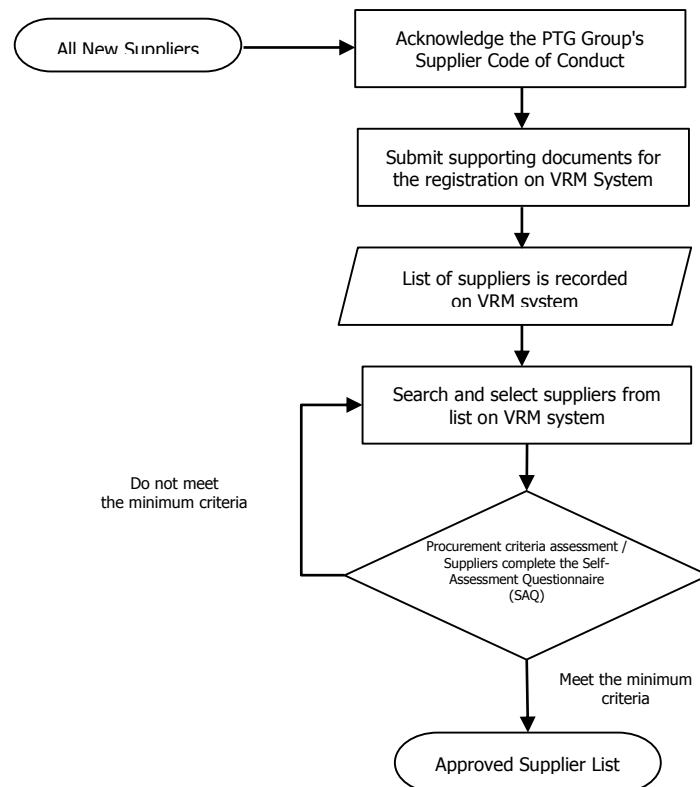 All New Suppliers
Acknowledge the PTG Group's
Supplier Code of Conduct
Submit supporting documents for
the registration on VRM System
List of suppliers is recorded
on VRM system
Search and select suppliers from
list on VRM system
Do not meet
the minimum criteria
Procurement criteria assessment /
Suppliers complete the Self-
Assessment Questionnaire
(SAQ)
Meet the minimum
criteria
Approved Supplier List